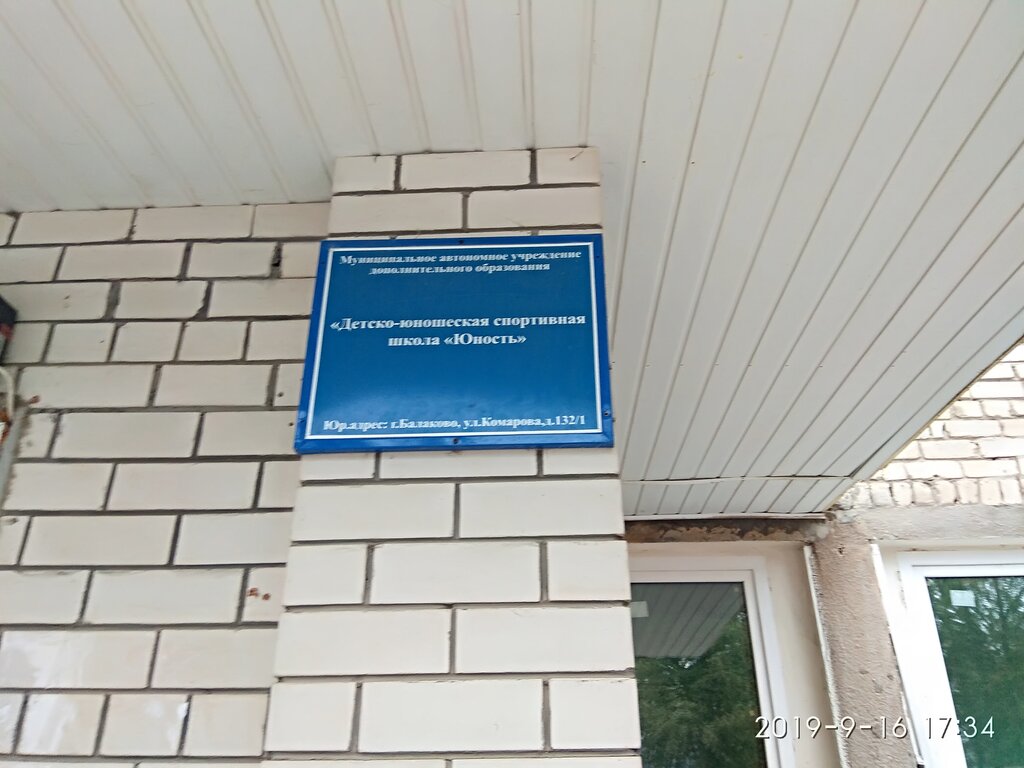 Муниципальное автономное учреждение
дополнительного образования
«Детско-юношеская спортивная
школа «Юность»
Юр.адрес: г.Балаково, ул.Комарова,д.132/1
2019-9-16 17:34